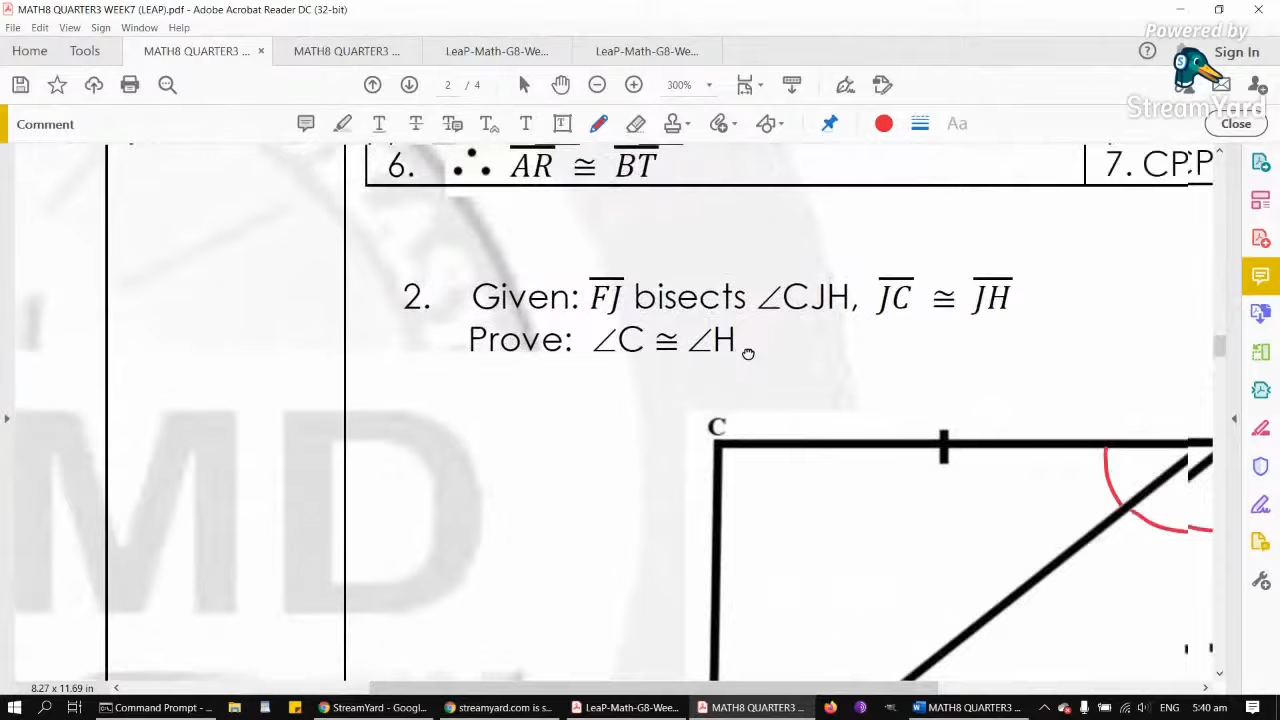 MATH8 QUARTER3 WEEK7 (LEAP).pdf - Adobe Acrobat Reader DC (32-bit)
File Edit View Sign Window Help
Powered by
StreamYard
Home Tools MATH8 QUARTER3 ... × MATH8 QUARTER3 ... LeaP-Math-G8-We... LeaP-Math-G8-We... Sign In
2 / 4 300%
Comment Aa Close
6. ∴ AR ≅ BT 7. CP
2. Given: FJ bisects ∠CJH, JC ≅ JH
Prove: ∠C ≅ ∠H
C
MD
8.27 x 11.69 in
Command Prompt - StreamYard - Googl... streamyard.com is s... LeaP-Math-G8-Wee... MATH8 QUARTER3 ... MATH8 QUARTER3 ... ENG 5:40 am